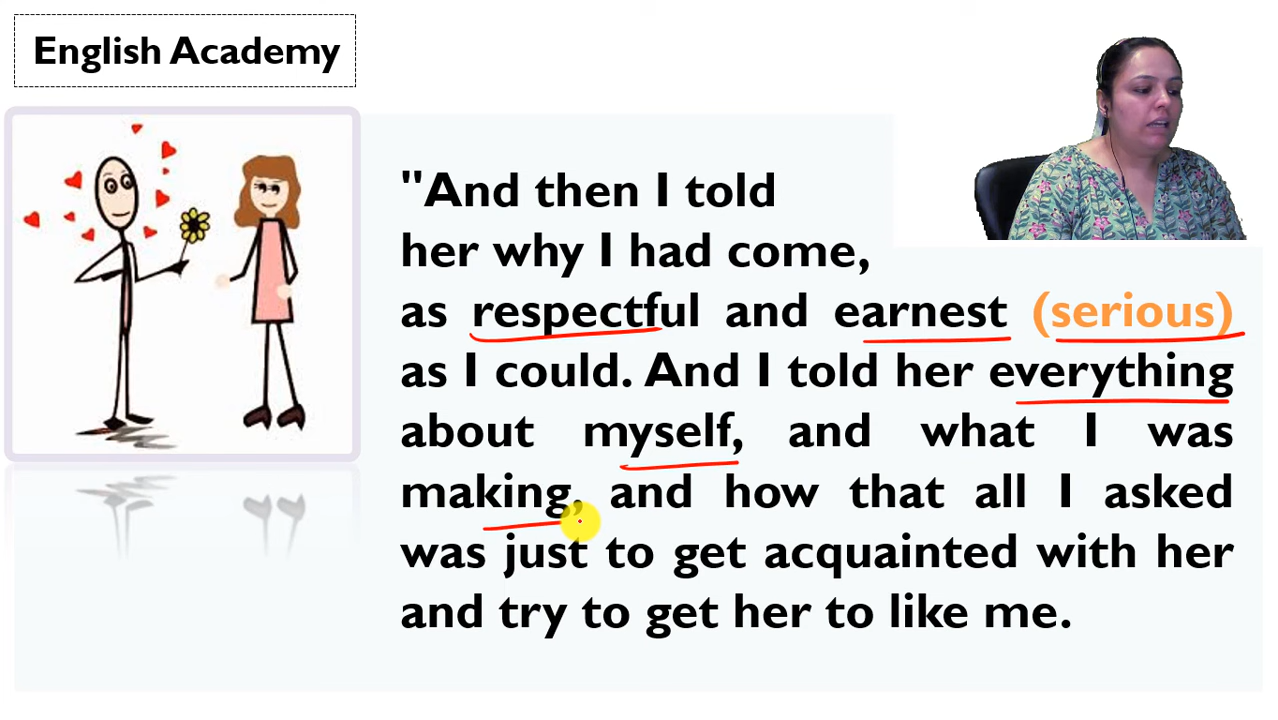 English Academy
"And then I told
her why I had come,
as respectful and earnest (serious)
as I could. And I told her everything
about myself, and what I was
making, and how that all I asked
was just to get acquainted with her
and try to get her to like me.